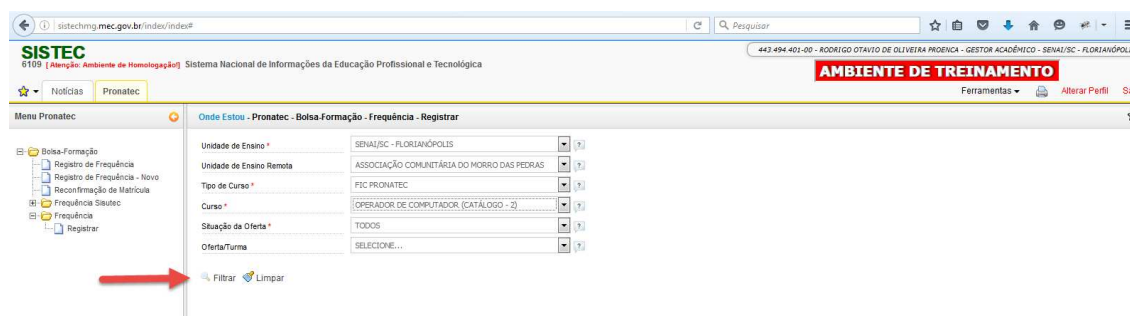 sistechmg.mec.gov.br/index/index#
Pesquisar
SISTEC
6109 [ Atenção: Ambiente de Homologação!] Sistema Nacional de Informações da Educação Profissional e Tecnológica
443.494.401-00 - RODRIGO OTAVIO DE OLIVEIRA PROENCA - GESTOR ACADÊMICO - SENAI/SC - FLORIANÓPOL
AMBIENTE DE TREINAMENTO
Notícias Pronatec
Ferramentas Alterar Perfil Sa
Menu Pronatec
Onde Estou - Pronatec - Bolsa-Formação - Frequência - Registrar
Bolsa-Formação
Registro de Frequência
Registro de Frequência - Novo
Reconfirmação de Matrícula
Frequência Sisutec
Frequência
Registrar
Unidade de Ensino * SENAI/SC - FLORIANÓPOLIS ?
Unidade de Ensino Remota ASSOCIAÇÃO COMUNITÁRIA DO MORRO DAS PEDRAS ?
Tipo de Curso * FIC PRONATEC ?
Curso * OPERADOR DE COMPUTADOR (CATÁLOGO - 2) ?
Situação da Oferta * TODOS ?
Oferta/Turma SELECIONE... ?
Filtrar Limpar